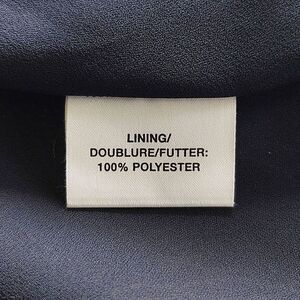 LINING/
DOUBLURE/FUTTER:
100% POLYESTER